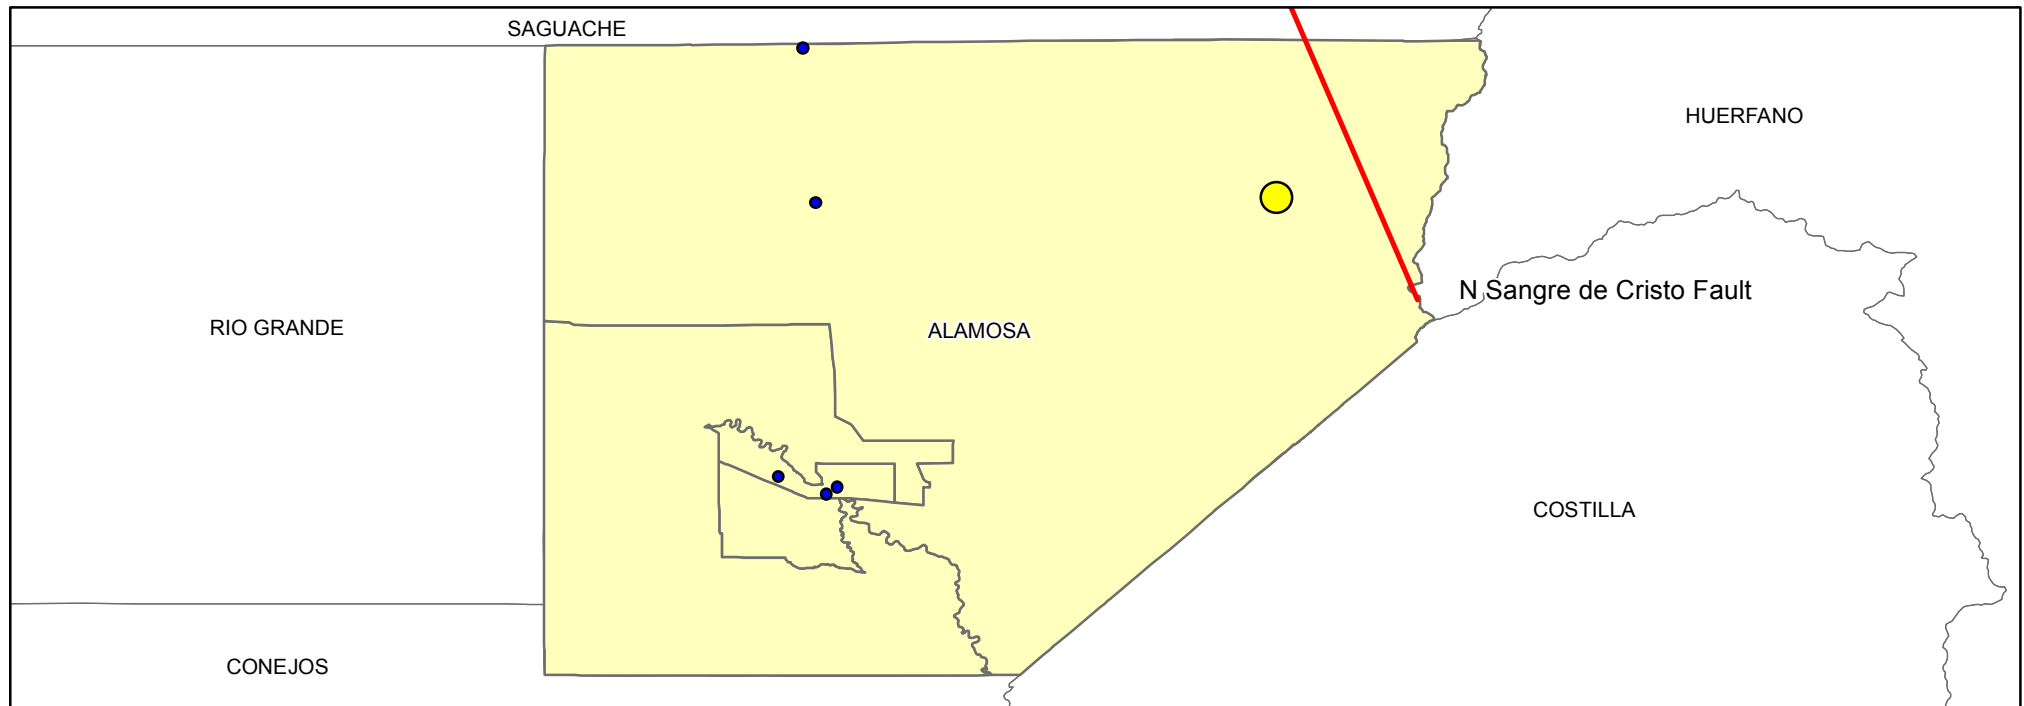 SAGUACHE
HUERFANO
N Sangre de Cristo Fault
RIO GRANDE
ALAMOSA
COSTILLA
CONEJOS